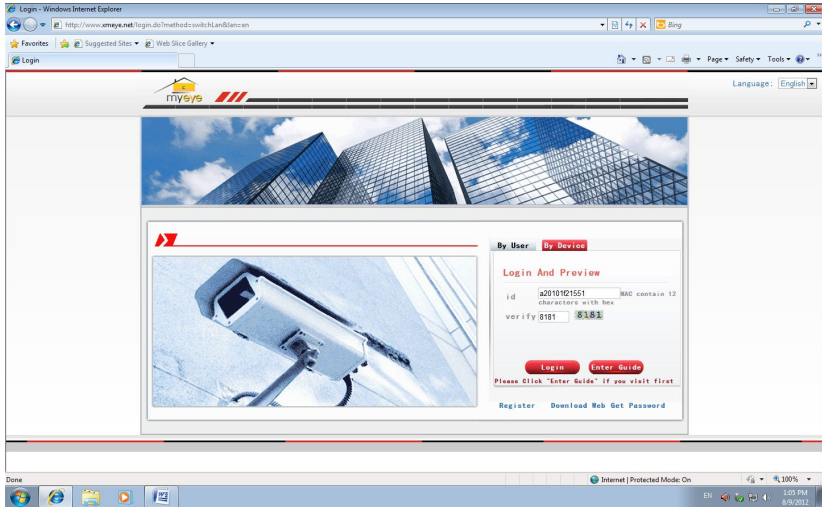 Login - Windows Internet Explorer
http://www.xmeye.net/login.do?method=switchLan&lan=en
Bing
Favorites Suggested Sites Web Slice Gallery
Login
Page Safety Tools
Language: English
myeye
By User By Device
Login And Preview
id a20101f21551 MAC contain 12
charactors with hex
verify 8181 8181
Login Enter Guide
Please Click "Enter Guide" if you visit first
Register Download Web Get Password
Done
Internet | Protected Mode: On
100%
EN
1:05 PM
8/9/2012